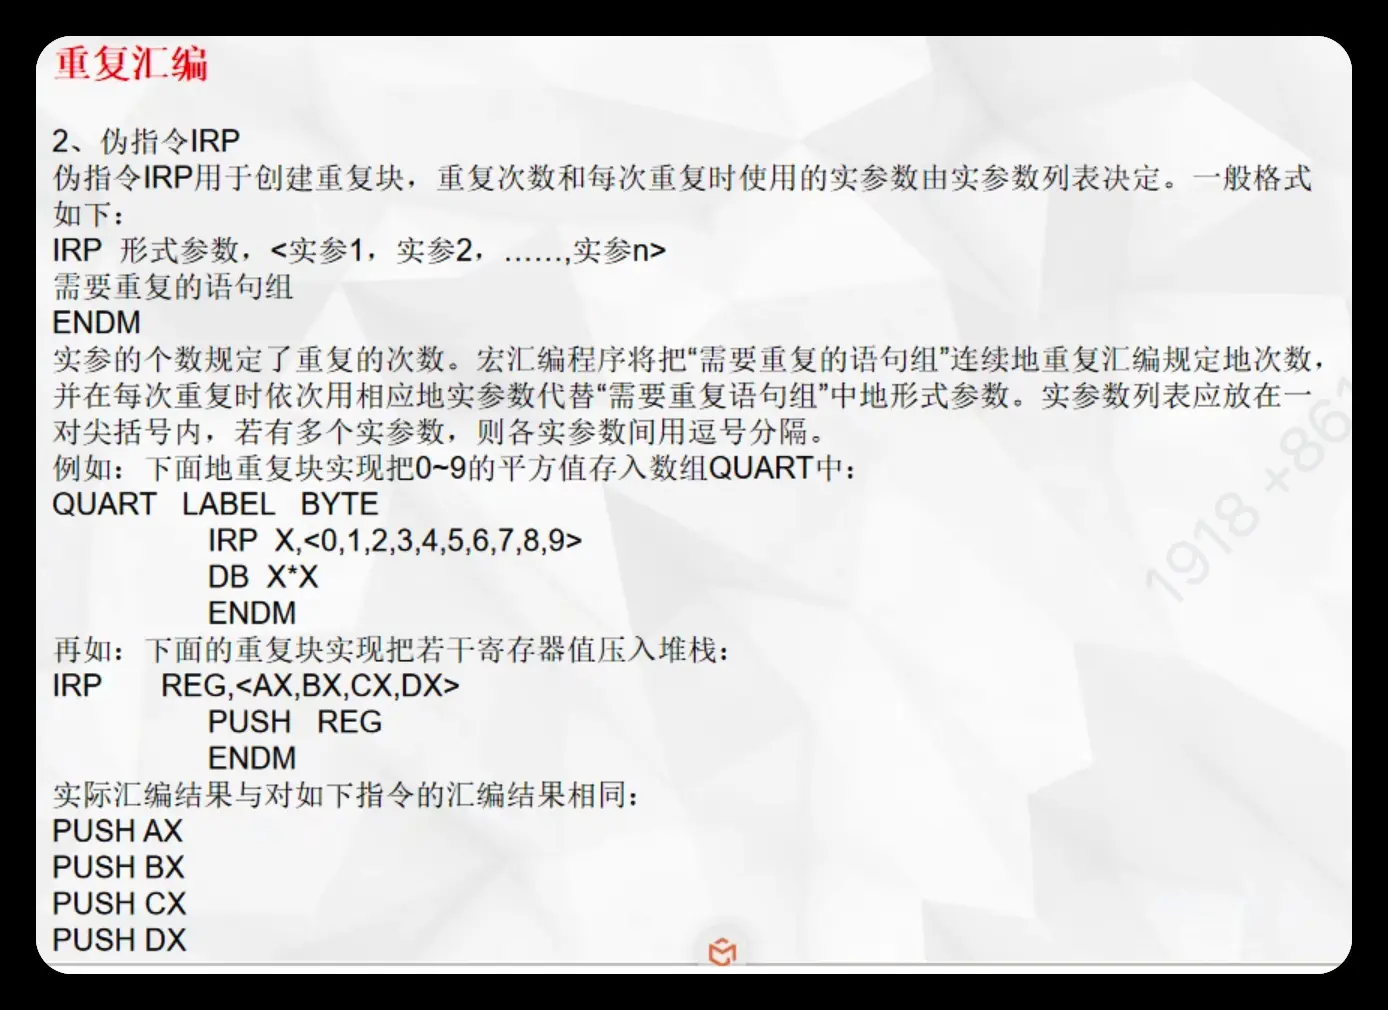 重复汇编
2、伪指令IRP
伪指令IRP用于创建重复块，重复次数和每次重复时使用的实参数由实参数列表决定。一般格式
如下：
IRP 形式参数，<实参1，实参2，……,实参n>
需要重复的语句组
ENDM
实参的个数规定了重复的次数。宏汇编程序将把“需要重复的语句组”连续地重复汇编规定地次数，
并在每次重复时依次用相应地实参数代替“需要重复语句组”中地形式参数。实参数列表应放在一
对尖括号内，若有多个实参数，则各实参数间用逗号分隔。
例如：下面地重复块实现把0~9的平方值存入数组QUART中：
QUART LABEL BYTE
IRP X,<0,1,2,3,4,5,6,7,8,9>
DB X*X
ENDM
再如：下面的重复块实现把若干寄存器值压入堆栈：
IRP REG,<AX,BX,CX,DX>
PUSH REG
ENDM
实际汇编结果与对如下指令的汇编结果相同：
PUSH AX
PUSH BX
PUSH CX
PUSH DX
1918 +861